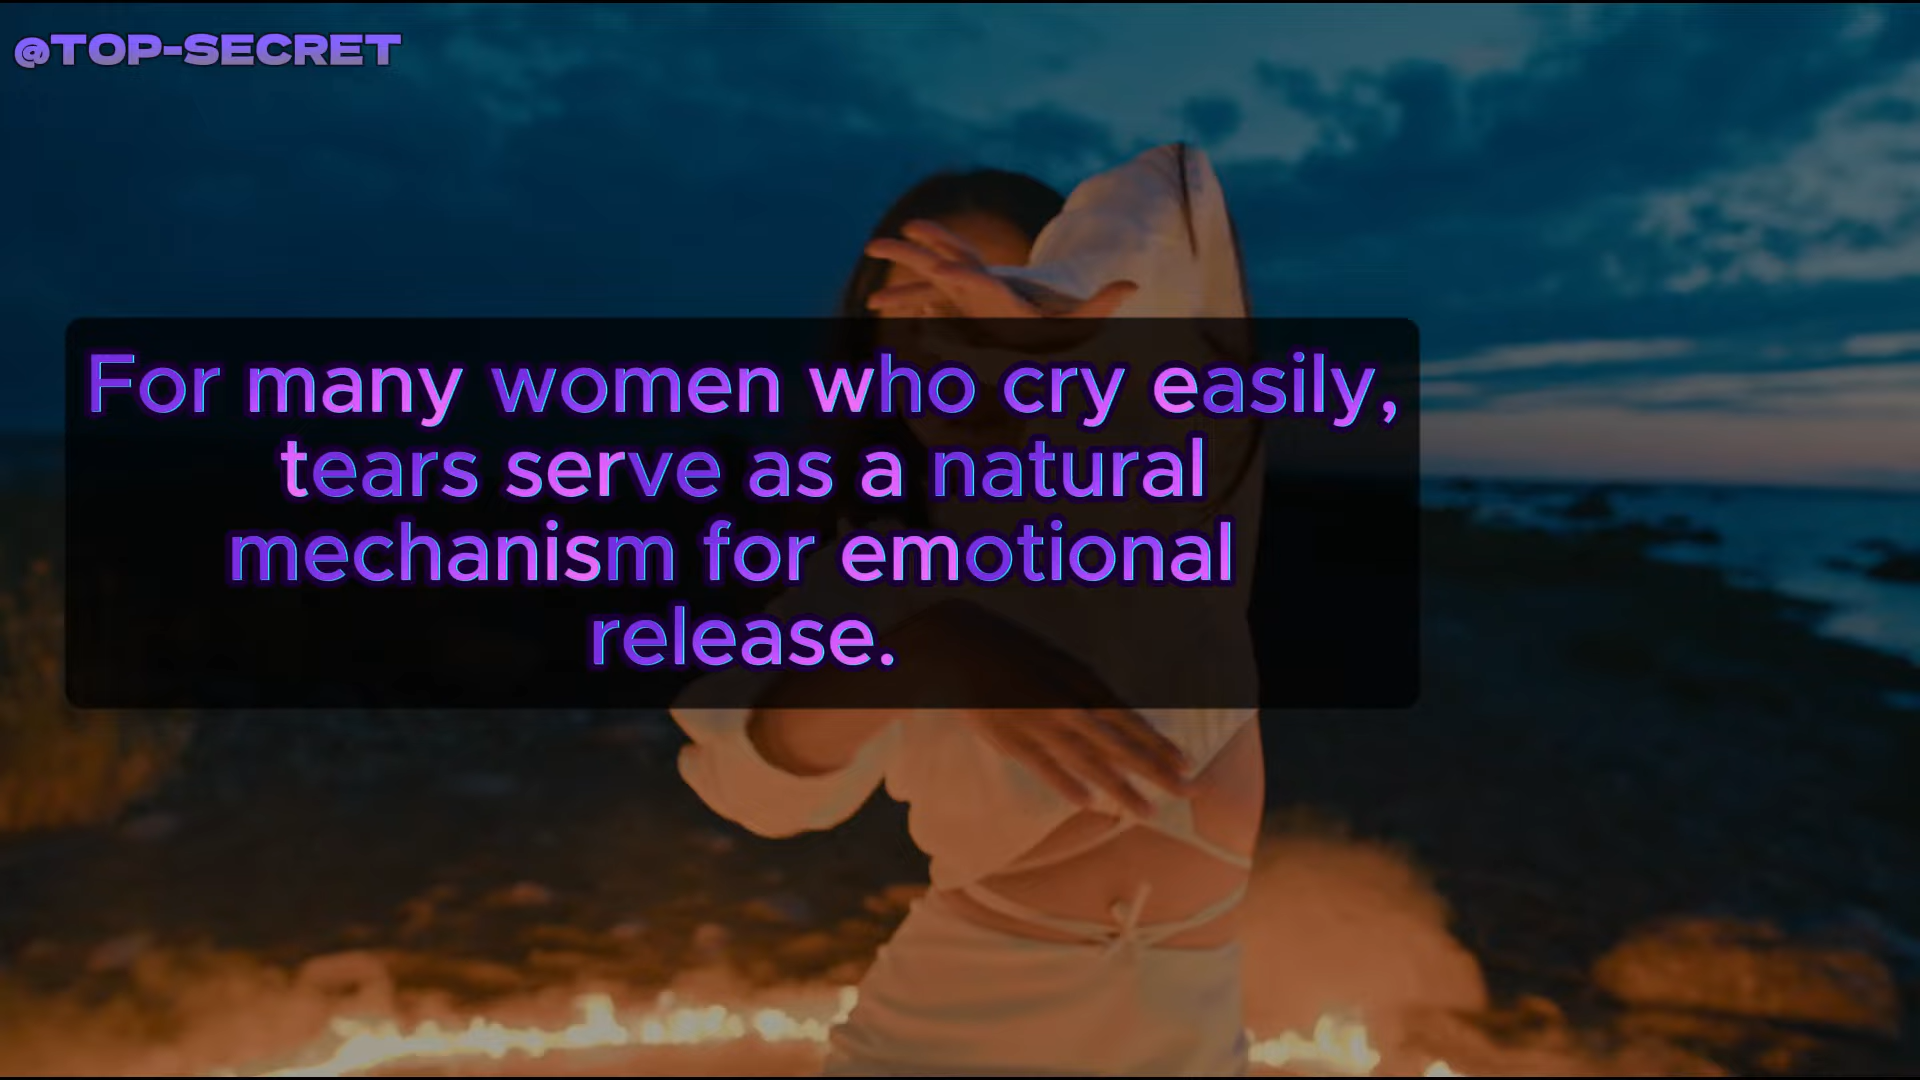 @TOP-SECRET
For many women who cry easily,
tears serve as a natural
mechanism for emotional
release.